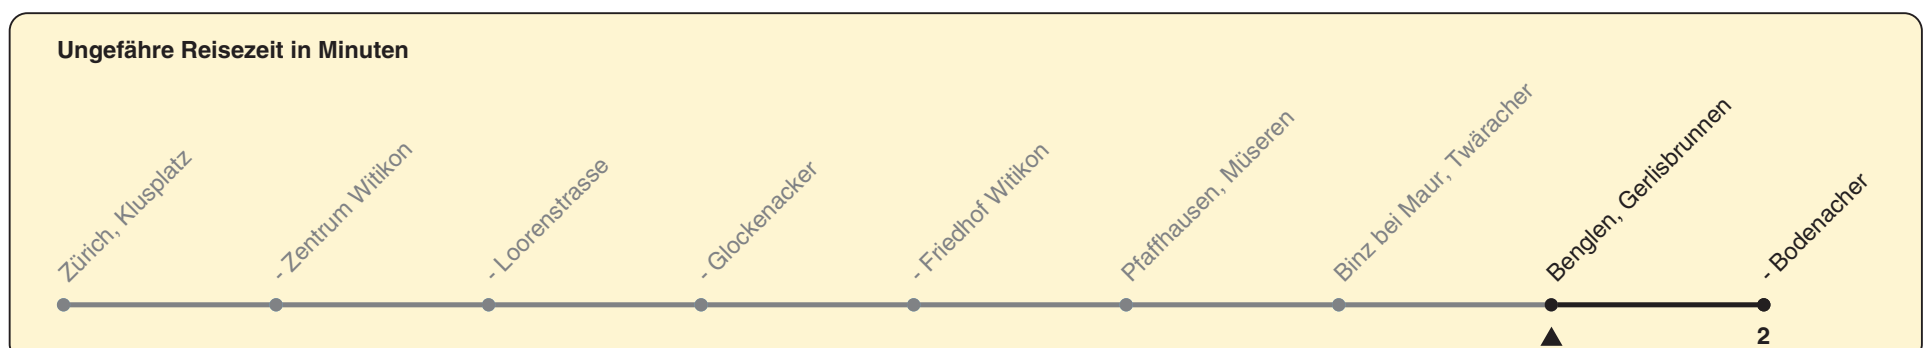 Ungefähre Reisezeit in Minuten
Zürich, Klusplatz
- Zentrum Witikon
- Loorenstrasse
- Glockenacker
- Friedhof Witikon
Pfaffhausen, Müseren
Binz bei Maur, Twäracher
Benglen, Gerlisbrunnen
- Bodenacher
2